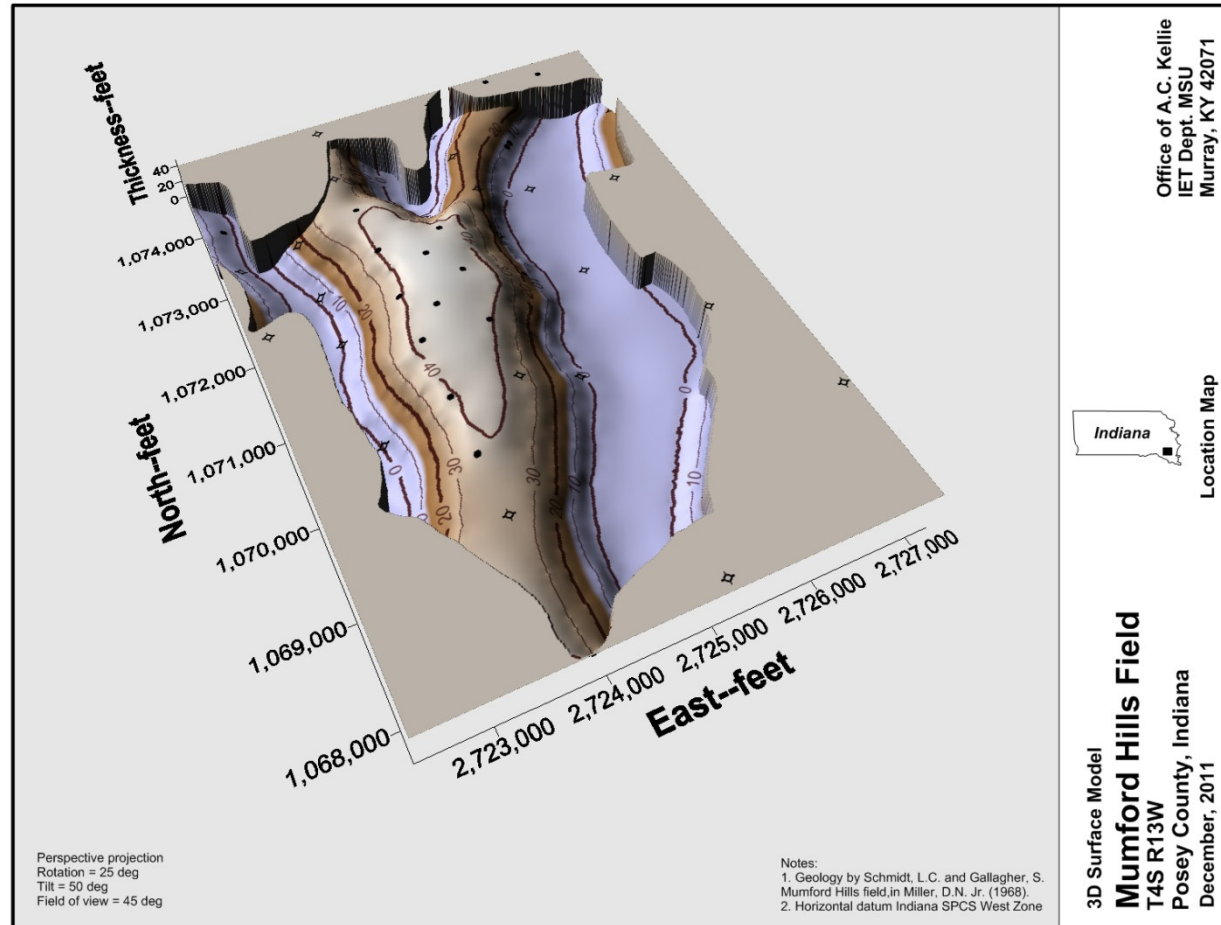 Thickness--feet
40
20
0
1,074,000
1,073,000
1,072,000
1,071,000
1,070,000
1,069,000
1,068,000
North--feet
2,723,000
2,724,000
2,725,000
2,726,000
2,727,000
East--feet
20
0
10
20
40
30
0
20
30
20
10
0
10
Perspective projection
Rotation = 25 deg
Tilt = 50 deg
Field of view = 45 deg
Notes:
1. Geology by Schmidt, L.C. and Gallagher, S.
Mumford Hills field,in Miller, D.N. Jr. (1968).
2. Horizontal datum Indiana SPCS West Zone
Office of A.C. Kellie
IET Dept. MSU
Murray, KY 42071
Indiana
Location Map
3D Surface Model
Mumford Hills Field
T4S R13W
Posey County, Indiana
December, 2011